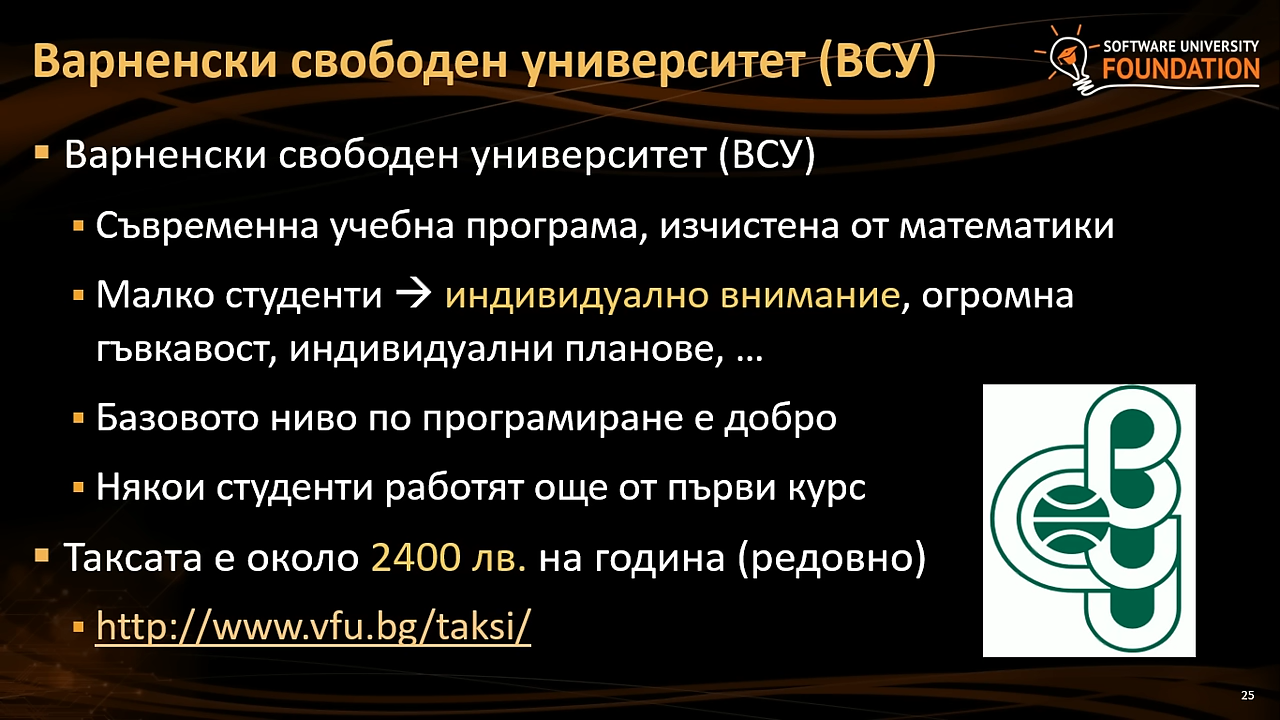 Варненски свободен университет (ВСУ)
SOFTWARE UNIVERSITY
FOUNDATION
Варненски свободен университет (ВСУ)
Съвременна учебна програма, изчистена от математики
Малко студенти → индивидуално внимание, огромна
гъвкавост, индивидуални планове, ...
Базовото ниво по програмиране е добро
Някои студенти работят още от първи курс
Таксата е около 2400 лв. на година (редовно)
http://www.vfu.bg/taksi/
ВСУ
25